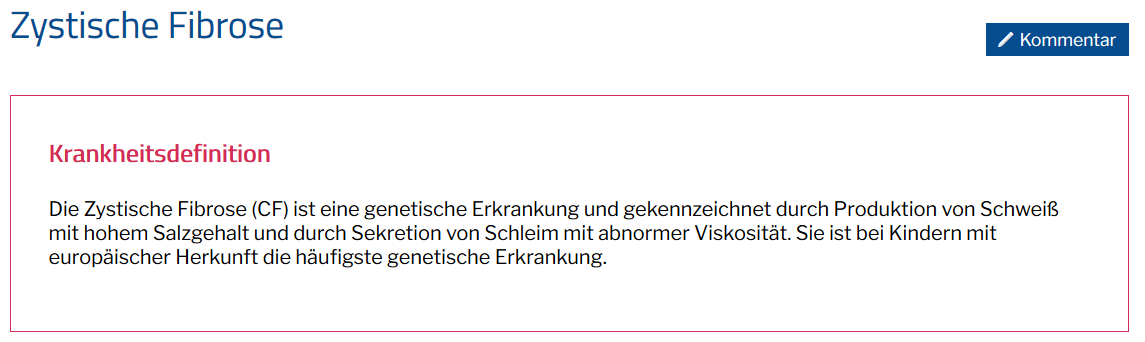 Zystische Fibrose
Kommentar
Krankheitsdefinition
Die Zystische Fibrose (CF) ist eine genetische Erkrankung und gekennzeichnet durch Produktion von Schweiß
mit hohem Salzgehalt und durch Sekretion von Schleim mit abnormer Viskosität. Sie ist bei Kindern mit
europäischer Herkunft die häufigste genetische Erkrankung.